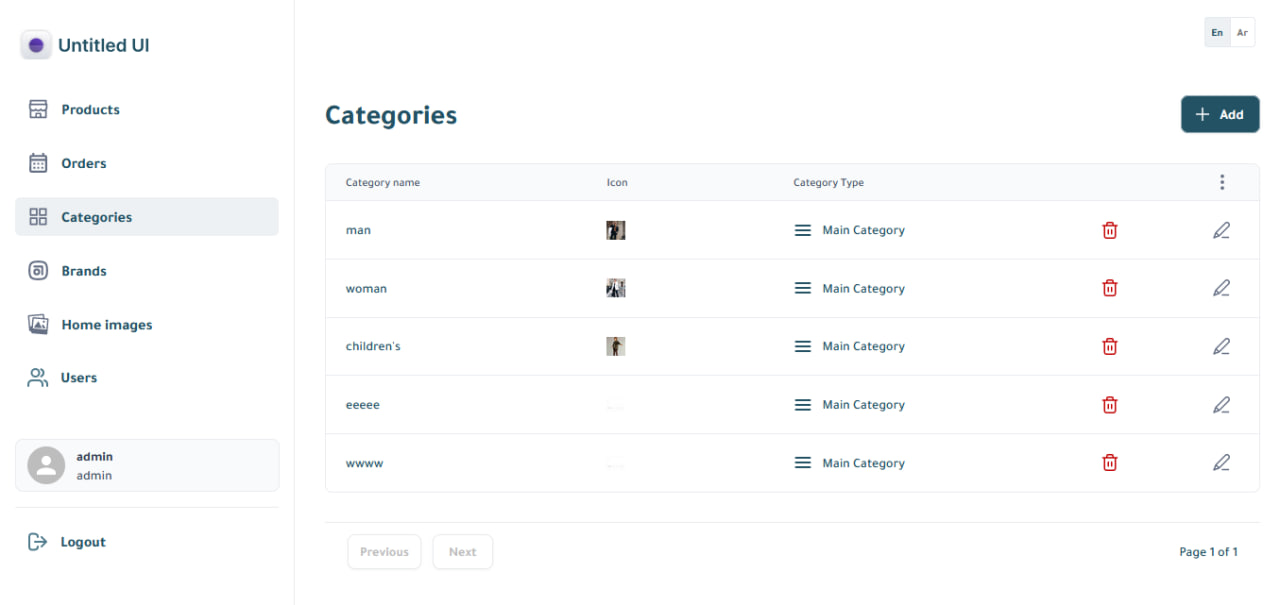 Untitled UI
En Ar
Products
Orders
Categories
Brands
Home images
Users
admin
admin
Logout
Categories
Add
Category name Icon Category Type
man Main Category
woman Main Category
children's Main Category
eeeee Main Category
wwww Main Category
Previous Next Page 1 of 1